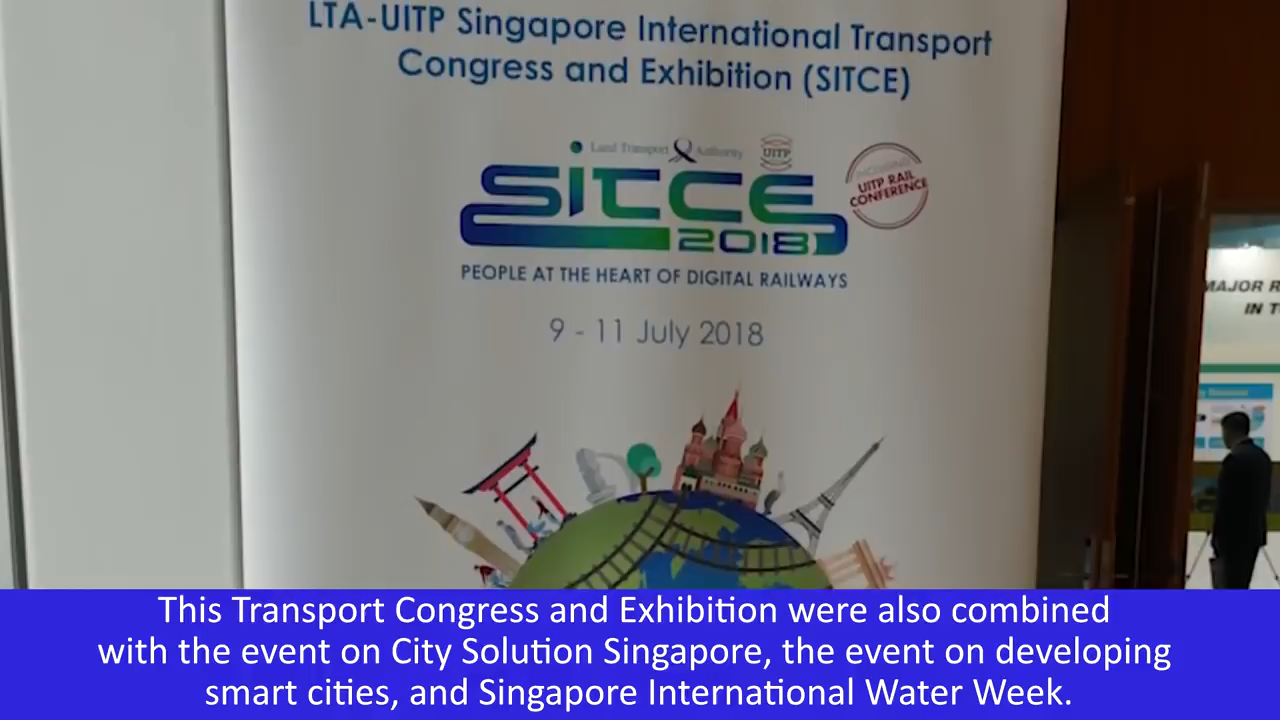 LTA-UITP Singapore International Transport
Congress and Exhibition (SITCE)
Land Transport Authority
UITP
SITCE
2018
INCLUDING
UITP RAIL
CONFERENCE
PEOPLE AT THE HEART OF DIGITAL RAILWAYS
9 - 11 July 2018
MAJOR R
IN T
This Transport Congress and Exhibition were also combined
with the event on City Solution Singapore, the event on developing
smart cities, and Singapore International Water Week.